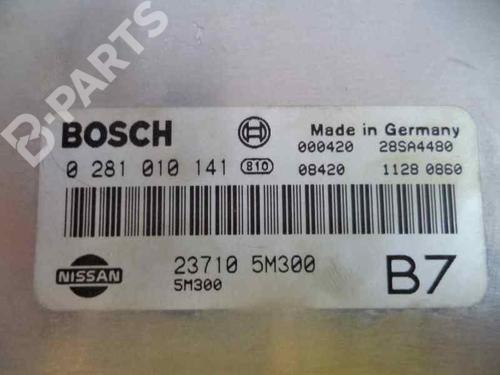 B-PARTS
BOSCH
Made in Germany
000420 28SA4480
0 281 010 141 810 08420 1128 0860
NISSAN
23710 5M300
5M300
B7